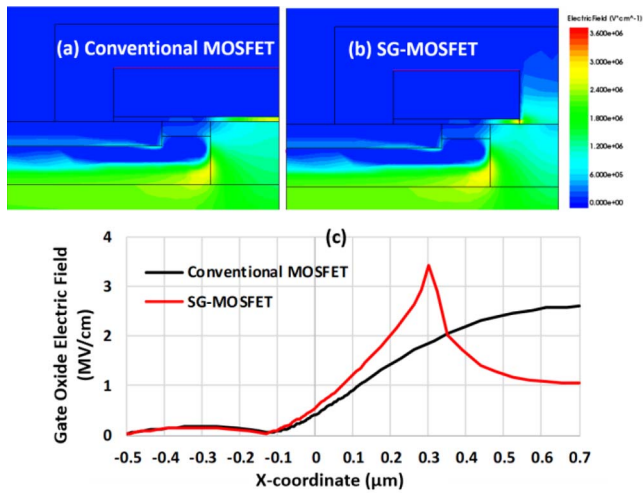 (a) Conventional MOSFET
(b) SG-MOSFET
Electric Field (V*cm^-1)
3.600e+06
3.000e+06
2.400e+06
1.800e+06
1.200e+06
6.000e+05
0.000e+00
(c)
Conventional MOSFET
SG-MOSFET
Gate Oxide Electric Field
(MV/cm)
4
3
2
1
0
-0.5 -0.4 -0.3 -0.2 -0.1 0 0.1 0.2 0.3 0.4 0.5 0.6 0.7
X-coordinate (μm)